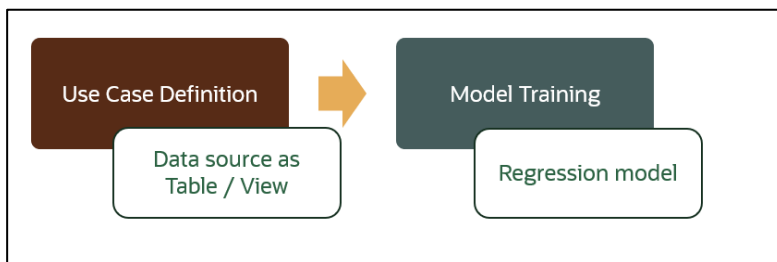 Use Case Definition
Data source as
Table / View
Model Training
Regression model